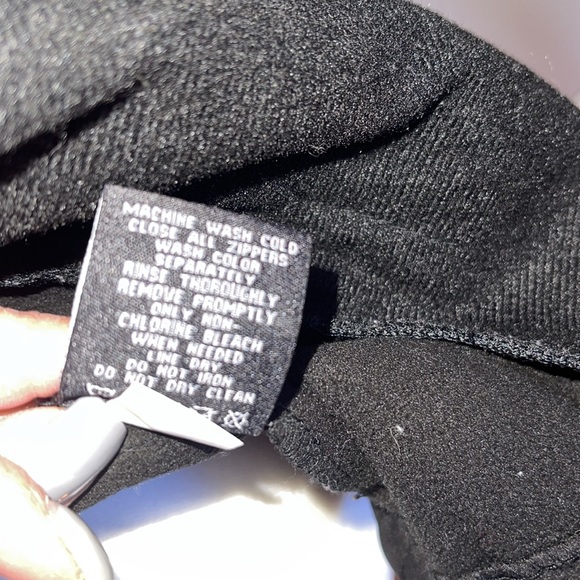 MACHINE WASH COLD
CLOSE ALL ZIPPERS
WASH COLOR
SEPARATELY
RINSE THOROUGHLY
REMOVE PROMPTLY
ONLY NON-
CHLORINE BLEACH
WHEN NEEDED
LINE DRY
DO NOT IRON
DO NOT DRY CLEAN